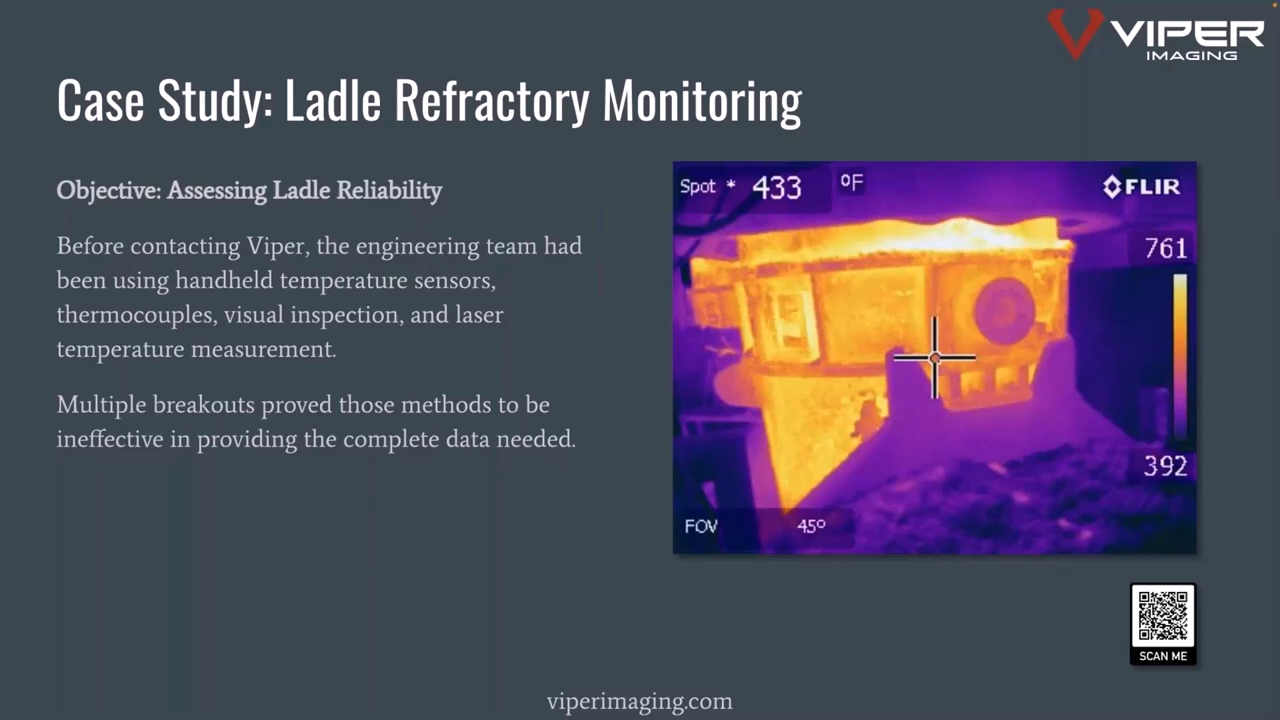 VIPER
IMAGING
Case Study: Ladle Refractory Monitoring
Objective: Assessing Ladle Reliability
Before contacting Viper, the engineering team had
been using handheld temperature sensors,
thermocouples, visual inspection, and laser
temperature measurement.
Multiple breakouts proved those methods to be
ineffective in providing the complete data needed.
Spot * 433 °F
FLIR
761
392
FOV 45°
SCAN ME
viperimaging.com